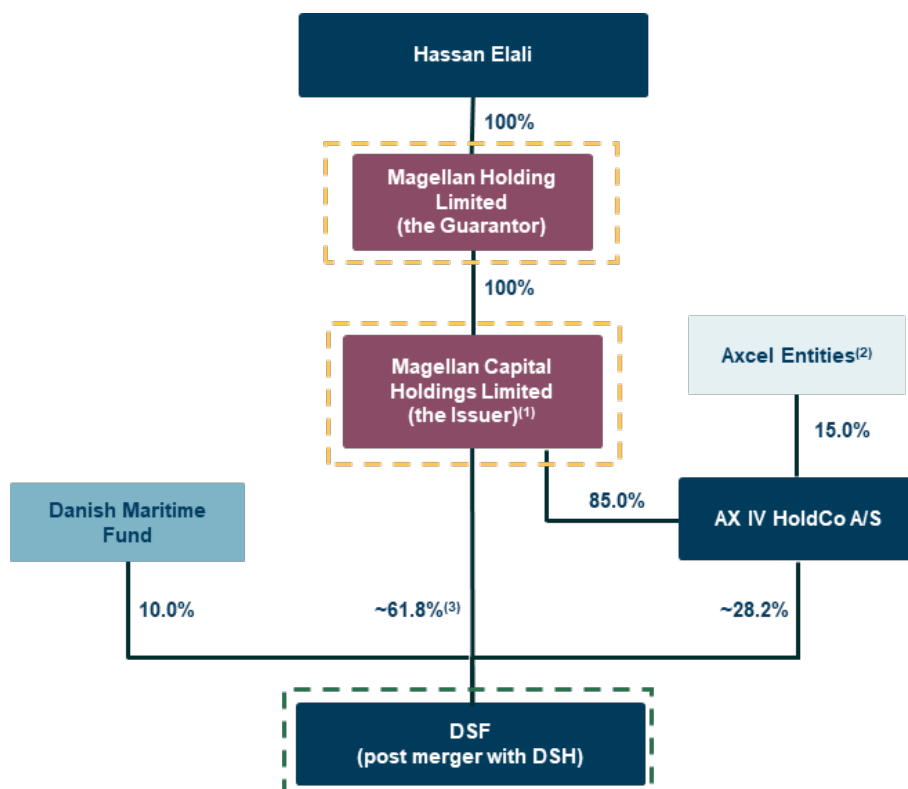 Hassan Elali
100%
Magellan Holding
Limited
(the Guarantor)
100%
Magellan Capital
Holdings Limited
(the Issuer)(1)
Axcel Entities(2)
15.0%
85.0%
AX IV HoldCo A/S
Danish Maritime
Fund
10.0%
~61.8%(3)
~28.2%
DSF
(post merger with DSH)